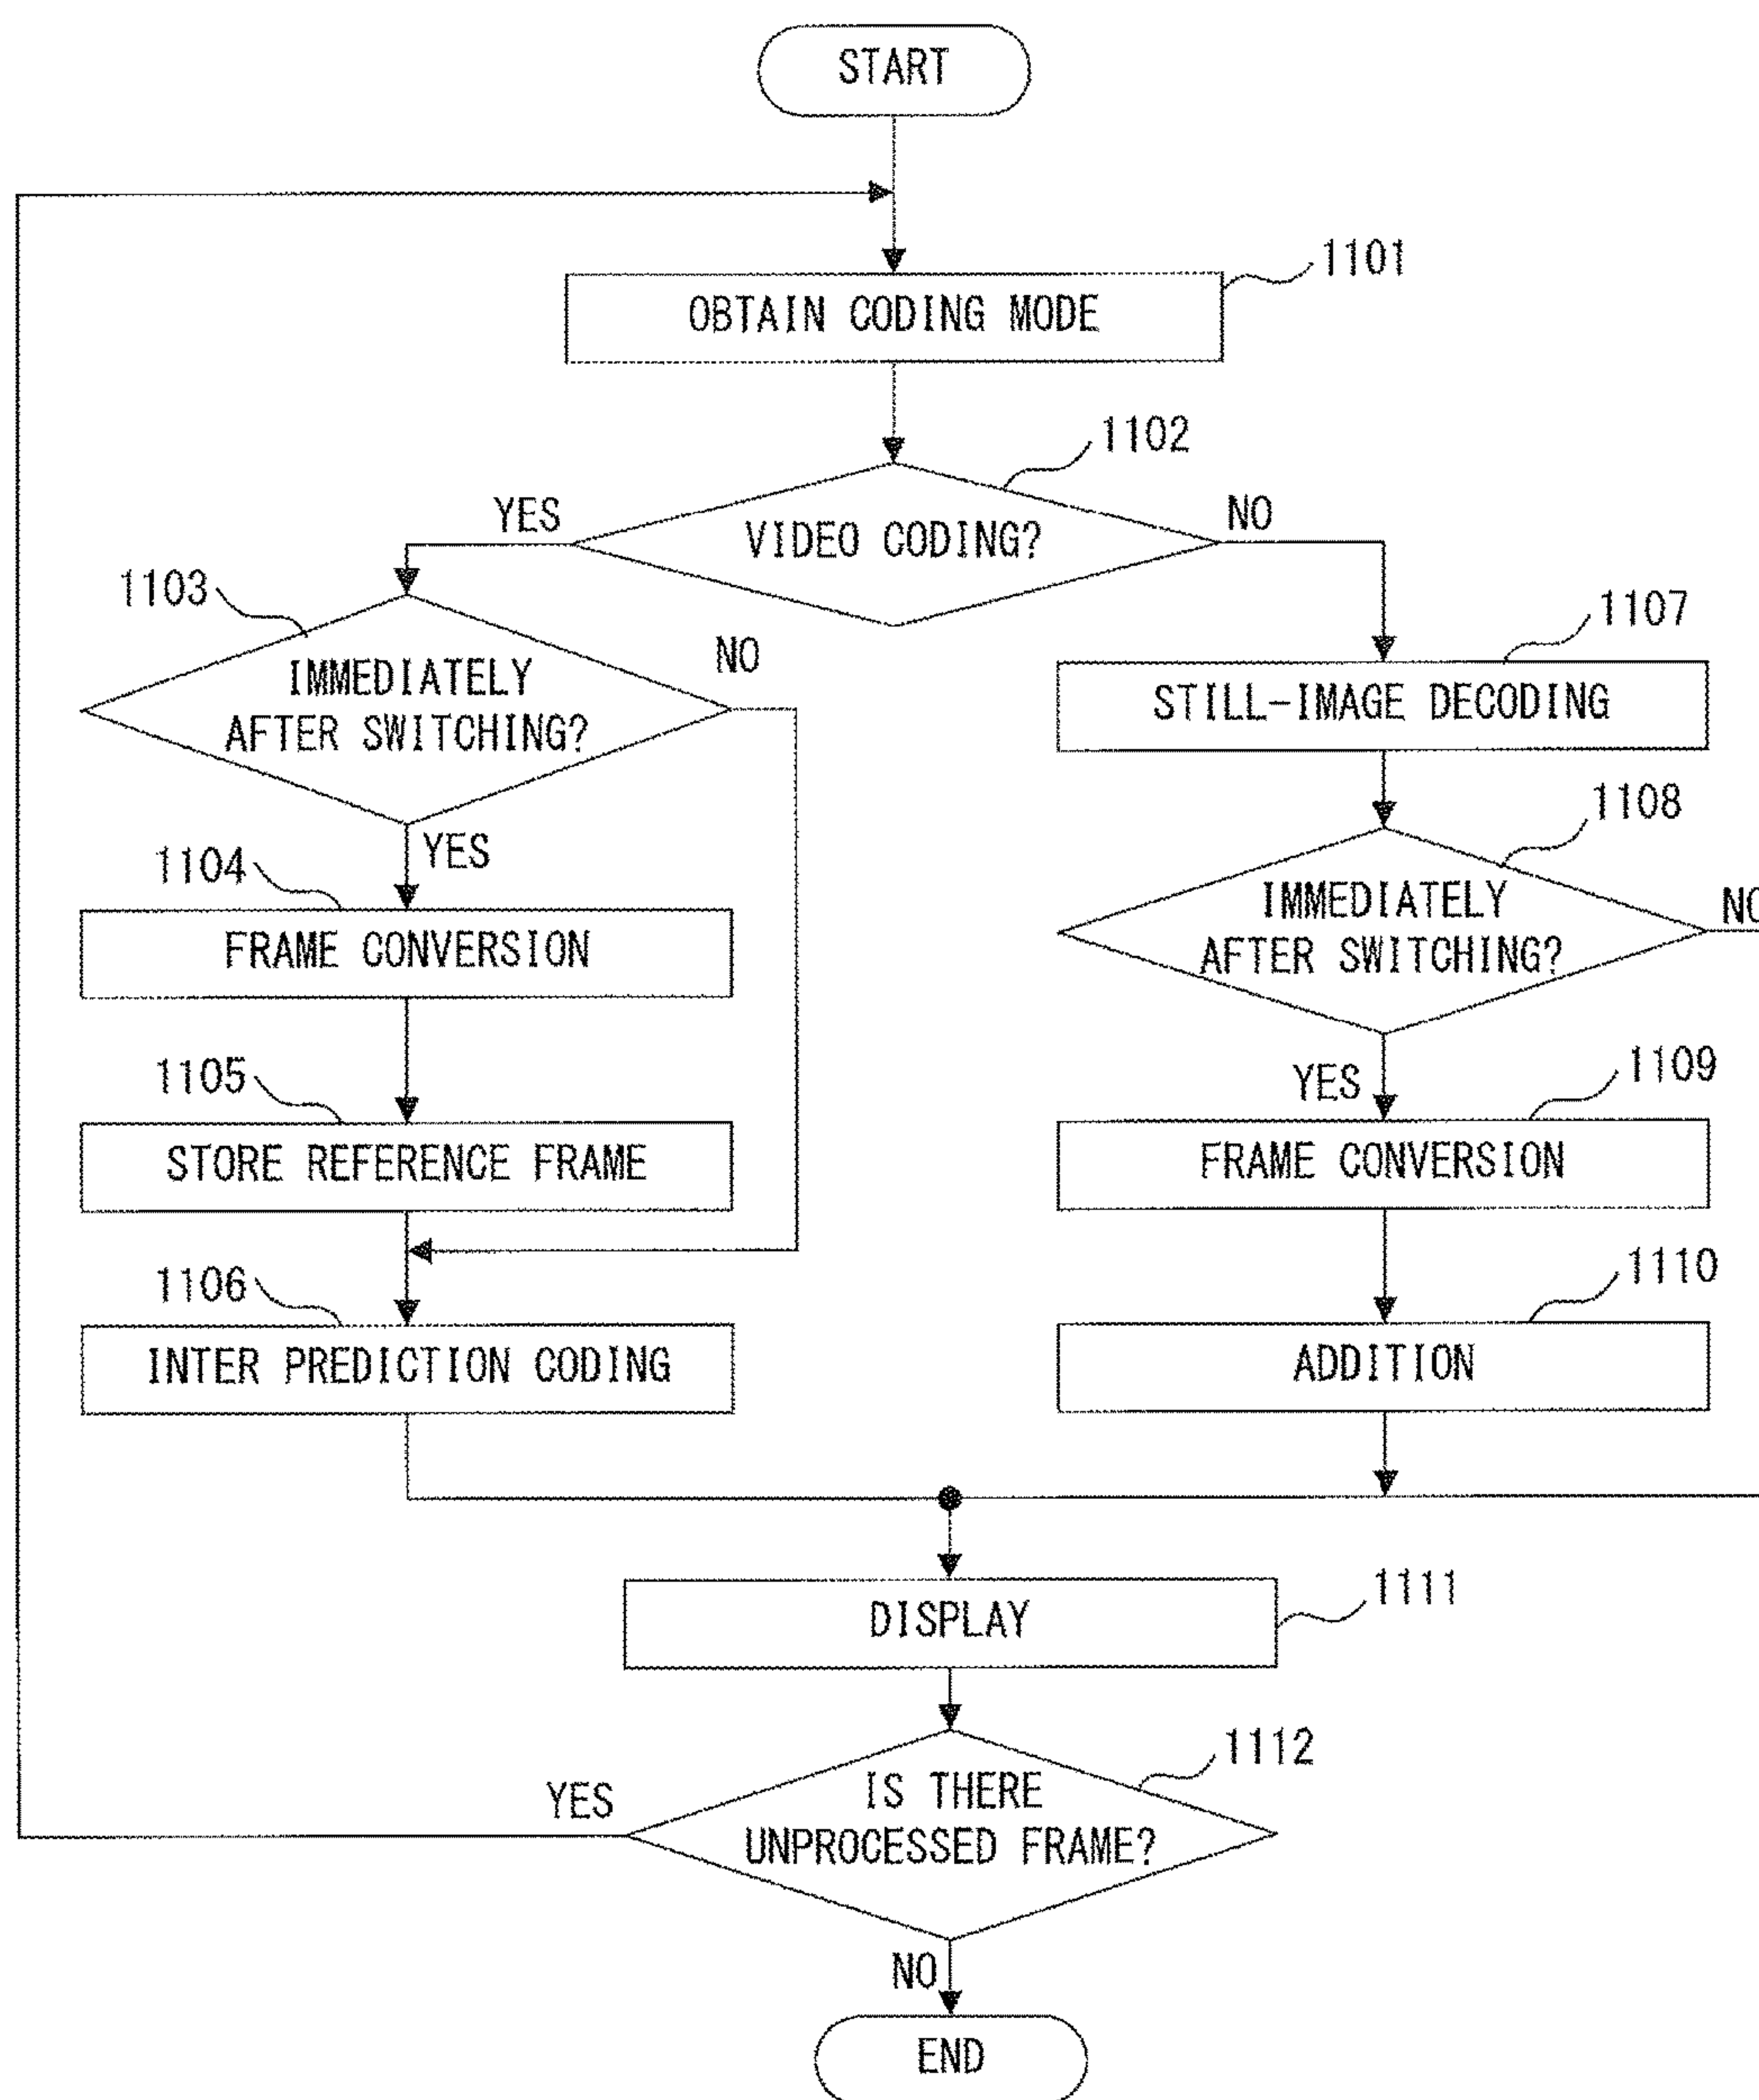 START
1101
OBTAIN CODING MODE
1102
YES
VIDEO CODING?
NO
1103
IMMEDIATELY
AFTER SWITCHING?
NO
1107
STILL-IMAGE DECODING
YES
1108
IMMEDIATELY
AFTER SWITCHING?
NO
1104
FRAME CONVERSION
YES
1109
FRAME CONVERSION
1105
STORE REFERENCE FRAME
1110
ADDITION
1106
INTER PREDICTION CODING
1111
DISPLAY
1112
YES
IS THERE
UNPROCESSED FRAME?
NO
END